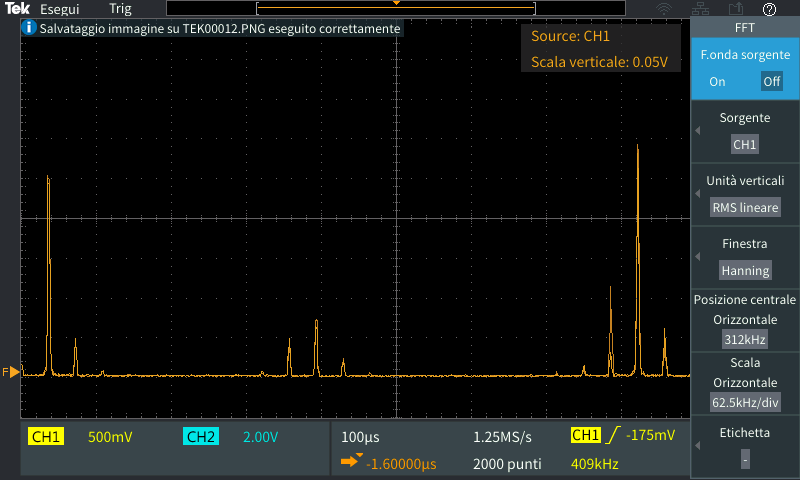 Tek Esegui Trig
i Salvataggio immagine su TEK00012.PNG eseguito correttamente
Source: CH1
Scala verticale: 0.05V
F
FFT
F.onda sorgente
On Off
Sorgente
CH1
Unità verticali
RMS lineare
Finestra
Hanning
Posizione centrale
Orizzontale
312kHz
Scala
Orizzontale
62.5kHz/div
Etichetta
-
CH1 500mV CH2 2.00V
100µs 1.25MS/s CH1 -175mV
-1.60000µs 2000 punti 409kHz